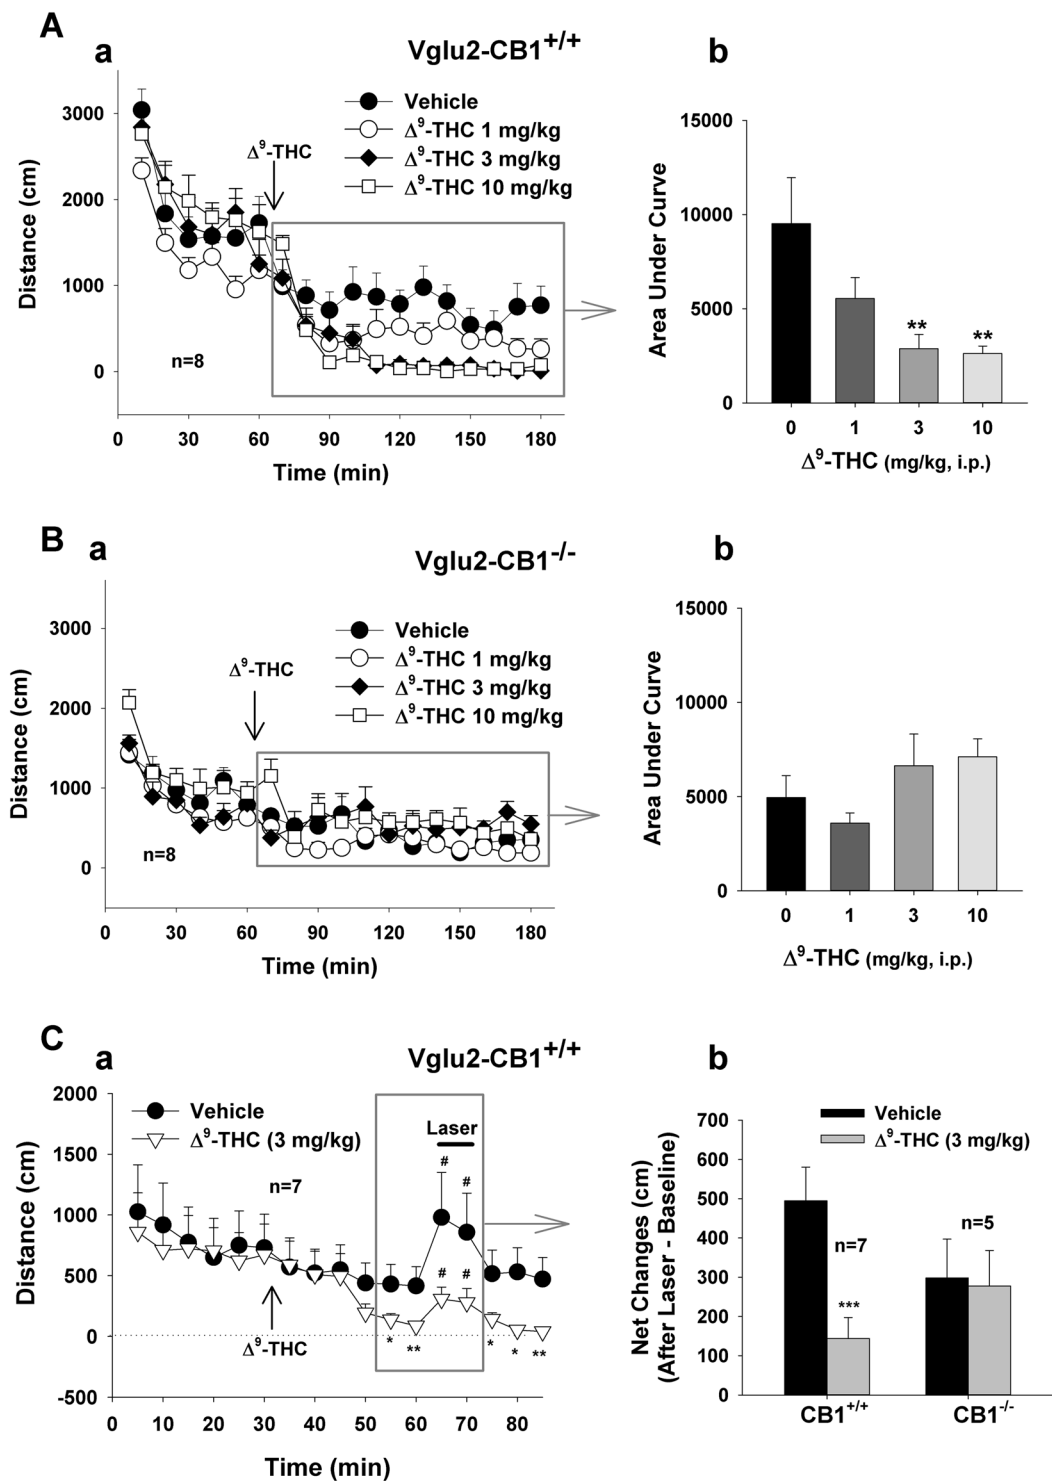 A
a
Vglu2-CB1+/+
b
Distance (cm)
3000
2000
1000
0
Vehicle
Δ9-THC 1 mg/kg
Δ9-THC 3 mg/kg
Δ9-THC 10 mg/kg
Δ9-THC
n=8
0 30 60 90 120 150 180
Time (min)
Area Under Curve
15000
10000
5000
0
** **
0 1 3 10
Δ9-THC (mg/kg, i.p.)
B
a
Vglu2-CB1-/-
b
Distance (cm)
3000
2000
1000
0
Vehicle
Δ9-THC 1 mg/kg
Δ9-THC 3 mg/kg
Δ9-THC 10 mg/kg
Δ9-THC
n=8
0 30 60 90 120 150 180
Time (min)
Area Under Curve
15000
10000
5000
0
0 1 3 10
Δ9-THC (mg/kg, i.p.)
C
a
Vglu2-CB1+/+
b
Distance (cm)
2000
1500
1000
500
0
-500
Vehicle
Δ9-THC (3 mg/kg)
n=7
Laser
# #
# #
Δ9-THC
* ** * * **
0 10 20 30 40 50 60 70 80
Time (min)
Net Changes (cm)
(After Laser - Baseline)
700
600
500
400
300
200
100
0
Vehicle
Δ9-THC (3 mg/kg)
n=7
n=5
***
CB1+/+ CB1-/-